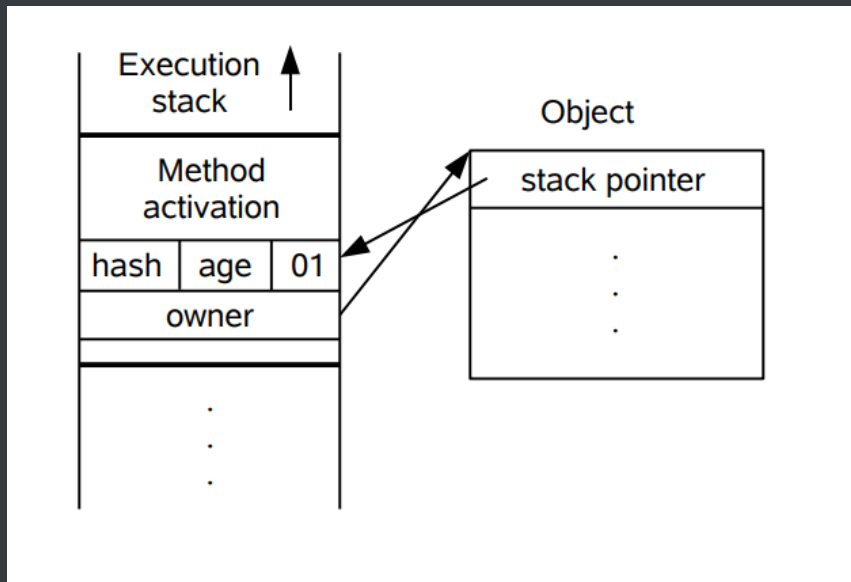 Execution
stack
Object
Method
activation
stack pointer
hash age 01
owner